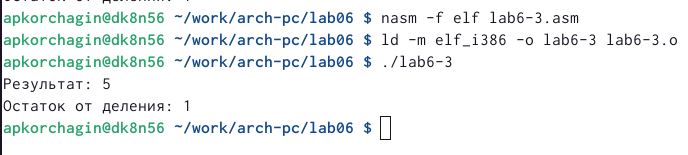 apkorchagin@dk8n56 ~/work/arch-pc/lab06 $ nasm -f elf lab6-3.asm
apkorchagin@dk8n56 ~/work/arch-pc/lab06 $ ld -m elf_i386 -o lab6-3 lab6-3.o
apkorchagin@dk8n56 ~/work/arch-pc/lab06 $ ./lab6-3
Результат: 5
Остаток от деления: 1
apkorchagin@dk8n56 ~/work/arch-pc/lab06 $